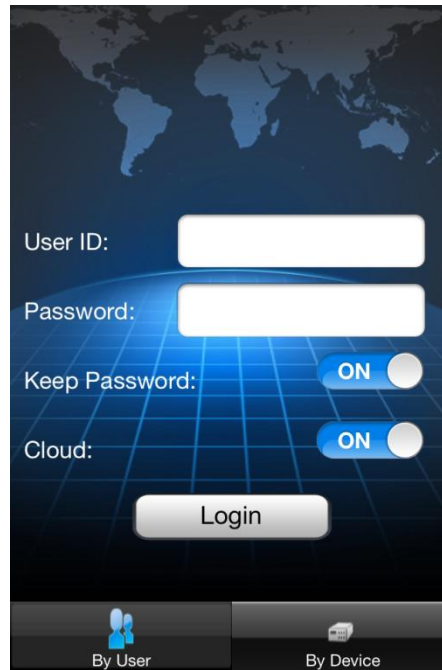 User ID:
Password:
Keep Password: ON
Cloud: ON
Login
By User By Device